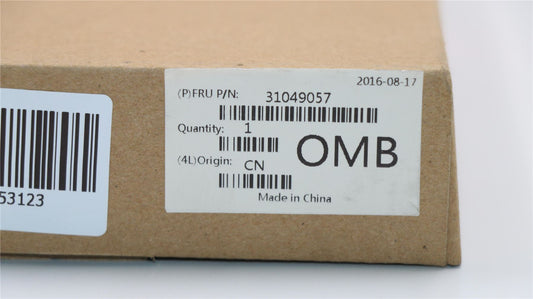 2016-08-17
(P)FRU P/N: 31049057
Quantity: 1
(4L)Origin: CN
OMB
Made in China
53123